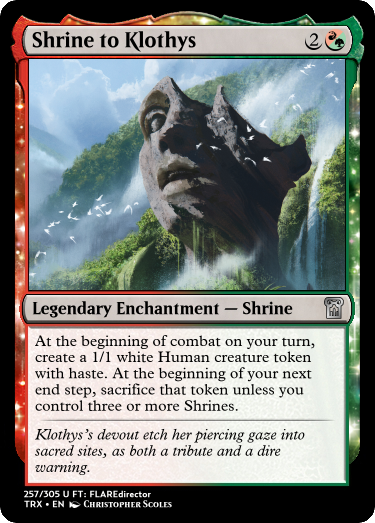 Shrine to Klothys 2
Legendary Enchantment — Shrine
At the beginning of combat on your turn,
create a 1/1 white Human creature token
with haste. At the beginning of your next
end step, sacrifice that token unless you
control three or more Shrines.
Klothys's devout etch her piercing gaze into
sacred sites, as both a tribute and a dire
warning.
257/305 U FT: FLAREdirector
TRX • EN Christopher Scoles